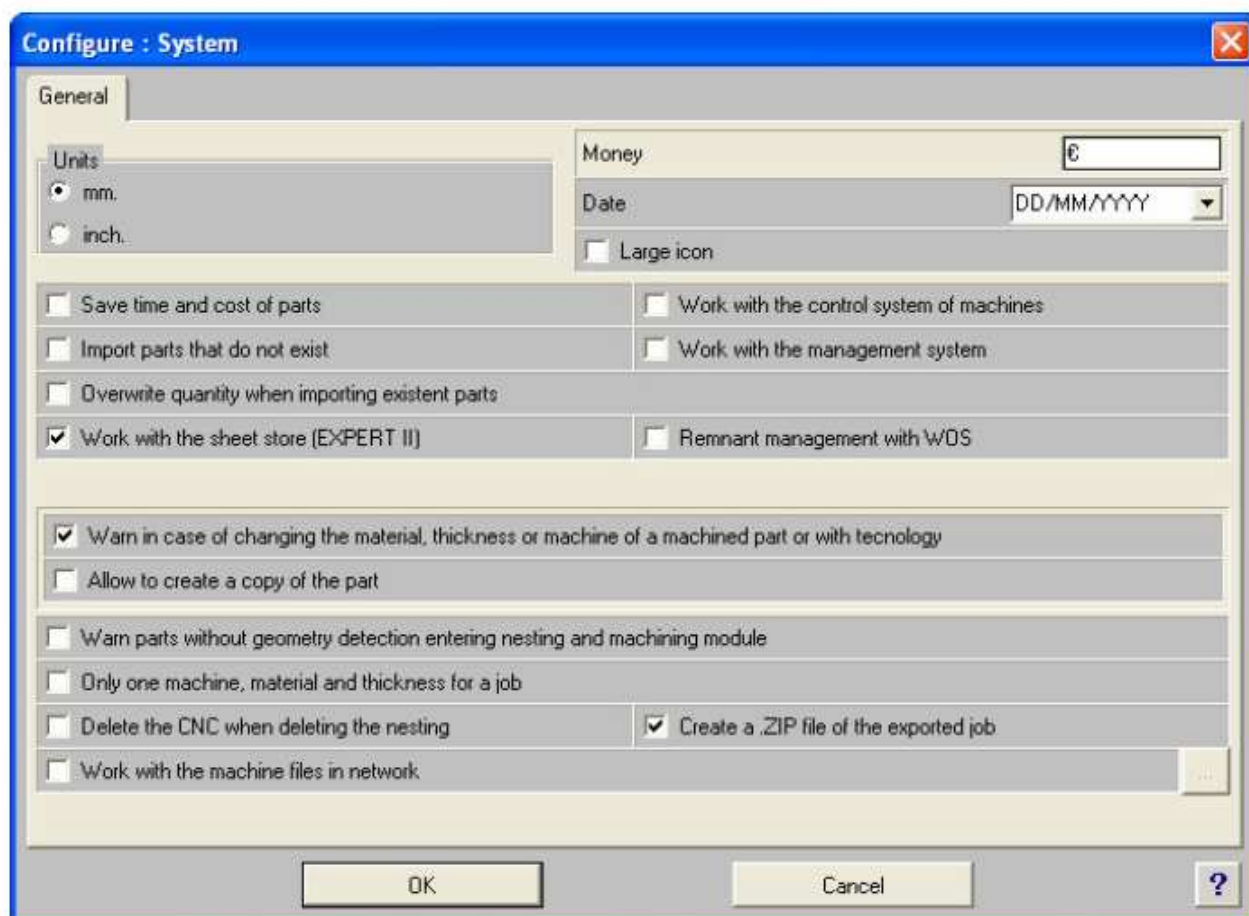 Configure : System
General
Units
mm.
inch.
Money €
Date DD/MM/YYYY
Large icon
Save time and cost of parts
Work with the control system of machines
Import parts that do not exist
Work with the management system
Overwrite quantity when importing existent parts
Work with the sheet store (EXPERT II)
Remnant management with WOS
Warn in case of changing the material, thickness or machine of a machined part or with tecnology
Allow to create a copy of the part
Warn parts without geometry detection entering nesting and machining module
Only one machine, material and thickness for a job
Delete the CNC when deleting the nesting
Create a .ZIP file of the exported job
Work with the machine files in network
...
OK
Cancel
?